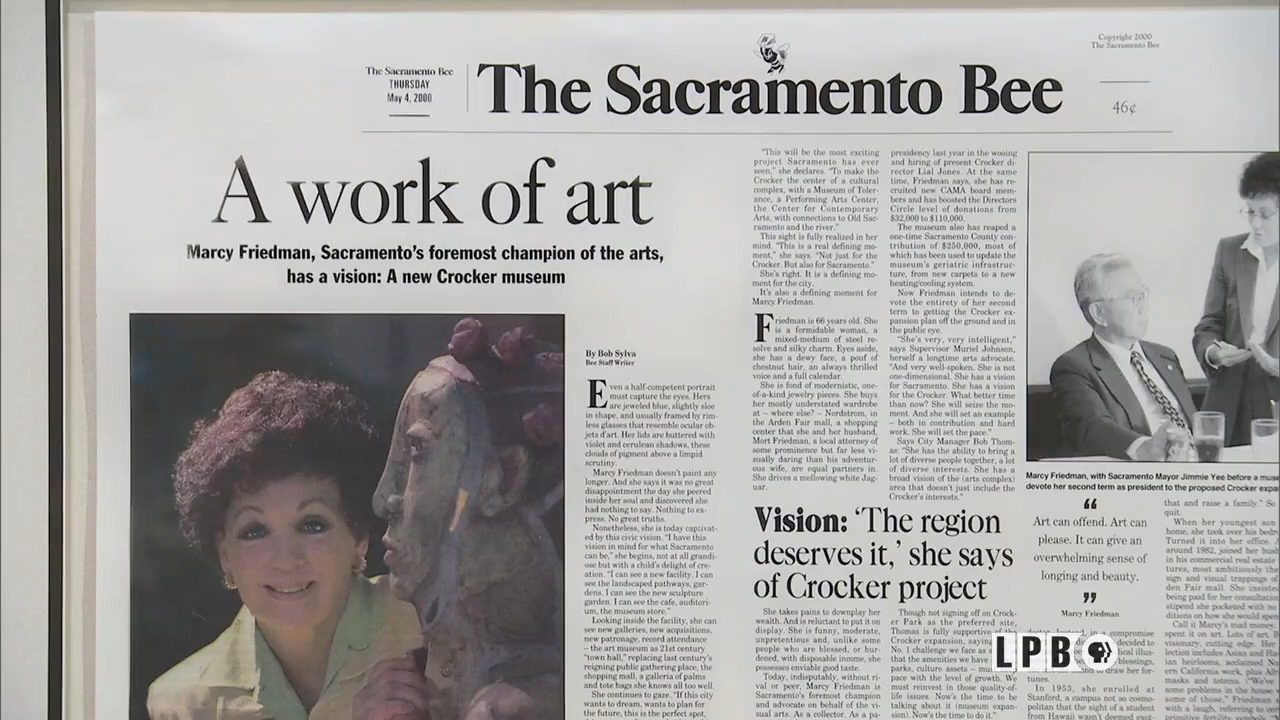 Copyright 2000
The Sacramento Bee
The Sacramento Bee
THURSDAY
May 4, 2000
The Sacramento Bee
46¢
A work of art
Marcy Friedman, Sacramento's foremost champion of the arts,
has a vision: A new Crocker museum
By Bob Sylva
Bee Staff Writer
Even a half-competent portrait
must capture the eyes. Hers
are jeweled blue, slightly sloe
in shape, and usually framed by rim-
less glasses that resemble ocular ob-
jets d'art. Her lids are buttered with
violet and cerulean shadows, these
clouds of pigment above a limpid
scrutiny.
Marcy Friedman doesn't paint any
longer. And she says it was no great
disappointment the day she peered
inside her soul and discovered she
had nothing to say. Nothing to ex-
press. No great truths.
Nonetheless, she is today captivat-
ed by this civic vision. "I have this
vision in mind for what Sacramento
can be," she begins, not at all grandi-
ose but with a child's delight of cre-
ation. "I can see a new facility. I can
see the landscaped pathways, gar-
dens. I can see the new sculpture
garden. I can see the cafe, auditori-
um, the museum store."
Looking inside the facility, she can
see new galleries, new acquisitions,
new patronage, record attendance
– the art museum as 21st century
"town hall," replacing last century's
reigning public gathering place, the
shopping mall, a galleria of palms
and tote bags she knows all too well.
She continues to gaze. "If this city
wants to dream, wants to plan for
the future, this is the perfect spot,
"This will be the most exciting
project Sacramento has ever
seen," she declares. "To make the
Crocker the center of a cultural
complex, with a Museum of Toler-
ance, a Performing Arts Center,
the Center for Contemporary
Arts, with connections to Old Sac-
ramento and the river."
This sight is fully realized in her
mind. "This is a real defining mo-
ment," she says. "Not just for the
Crocker. But also for Sacramento."
She's right. It is a defining mo-
ment for the city.
It's also a defining moment for
Marcy Friedman.
Friedman is 66 years old. She
is a formidable woman, a
mixed-medium of steel re-
solve and silky charm. Eyes aside,
she has a dewy face, a pouf of
chestnut hair, an always thrilled
voice and a full calendar.
She is fond of modernistic, one-
of-a-kind jewelry pieces. She buys
her mostly understated wardrobe
at – where else? – Nordstrom, in
the Arden Fair mall, a shopping
center that she and her husband,
Mort Friedman, a local attorney of
some prominence but far less vi-
sually daring than his adventur-
ous wife, are equal partners in.
She drives a mellowing white Jag-
uar.
presidency last year in the wooing
and hiring of present Crocker di-
rector Lial Jones. At the same
time, Friedman says, she has re-
cruited new CAMA board mem-
bers and has boosted the Directors
Circle level of donations from
$32,000 to $110,000.
The museum also has reaped a
one-time Sacramento County con-
tribution of $250,000, most of
which has been used to update the
museum's geriatric infrastruc-
ture, from new carpets to a new
heating/cooling system.
Now Friedman intends to de-
vote the entirety of her second
term to getting the Crocker ex-
pansion plan off the ground and in
the public eye.
"She's very, very intelligent,"
says Supervisor Muriel Johnson,
herself a longtime arts advocate.
"And very well-spoken. She is not
one-dimensional. She has a vision
for Sacramento. She has a vision
for the Crocker. What better time
than now? She will seize the mo-
ment. And she will set an example
– both in contribution and hard
work. She will set the pace."
Says City Manager Bob Thom-
as: "She has the ability to bring a
lot of diverse people together, a lot
of diverse interests. She has a
broad vision of the (arts complex)
area that doesn't just include the
Crocker's interests."
Vision: 'The region
deserves it,' she says
of Crocker project
She takes pains to downplay her
wealth. And is reluctant to put it on
display. She is funny, moderate,
unpretentious and, unlike some
people who are blessed, or bur-
dened, with disposable income, she
possesses enviable good taste.
Today, indisputably, without ri-
val or peer, Marcy Friedman is
Sacramento's foremost champion
and advocate on behalf of the vi-
sual arts. As a collector. As a pa-
Though not signing off on Crock-
er Park as the preferred site,
Thomas is fully supportive of the
Crocker expansion, saying
No. 1 challenge we face as a
that the amenities we have
parks, culture assets –
pace with the level of growth. We
must reinvest in those quality-of-
life issues. Now's the time to be
talking about it (museum expan-
sion). Now's the time to do it."
Marcy Friedman, with Sacramento Mayor Jimmie Yee before a
devote her second term as president to the proposed Crocker
“
Art can offend. Art can
please. It can give an
overwhelming sense of
longing and beauty.
”
Marcy Friedman
compromise
decided to
illus-
blessings,
draw her for-
tunes.
In 1953, she enrolled at
Stanford, a campus not so cosmo-
politan that the sight of a student
from Hawaii wasn't deemed
that and raise a family." So
quit.
When her youngest son
home, she took over his
Turned it into her office.
around 1982, joined her
in his commercial real estate
tures, most ambitiously the
sign and visual trappings of
den Fair mall. She insisted
being paid for her
stipend she pocketed with no
ditions on how she would
Call it Marcy's mad money.
spent it on art. Lots of art.
visionary, cutting edge. Her
lection includes Asian and
ian heirlooms, acclaimed
ern California work, plus
masks and totems. "We've
some problems in the house
some of those," Friedman
with a laugh, referring to
LPB